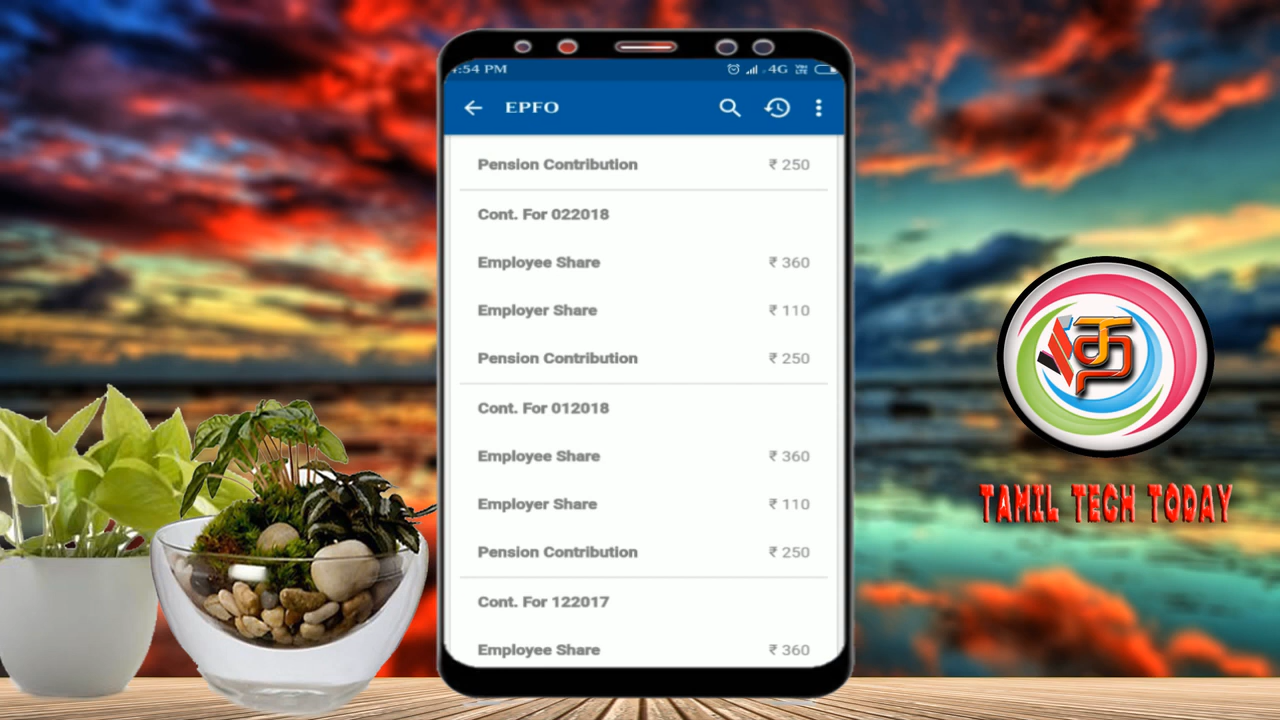 :54 PM 4G VoLTE
EPFO
Pension Contribution ₹ 250
Cont. For 022018
Employee Share ₹ 360
Employer Share ₹ 110
Pension Contribution ₹ 250
Cont. For 012018
Employee Share ₹ 360
Employer Share ₹ 110
Pension Contribution ₹ 250
Cont. For 122017
Employee Share ₹ 360
த
TAMIL TECH TODAY